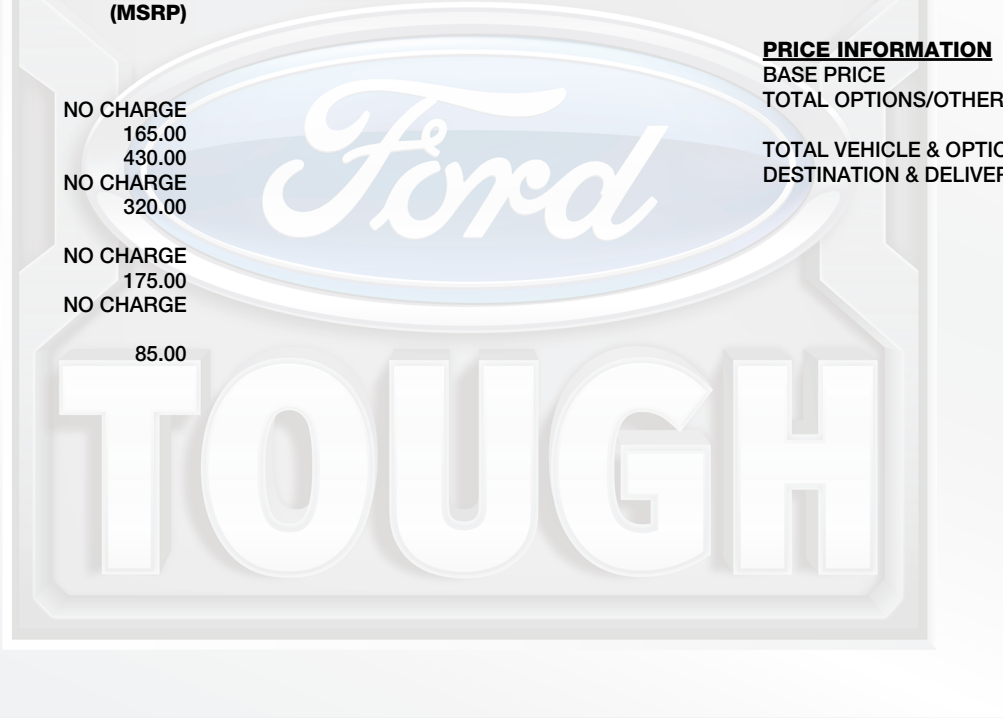 (MSRP)
NO CHARGE
165.00
430.00
NO CHARGE
320.00
NO CHARGE
175.00
NO CHARGE
85.00
PRICE INFORMATION
BASE PRICE
TOTAL OPTIONS/OTHER
TOTAL VEHICLE & OPTIO
DESTINATION & DELIVER
Ford
TOUGH